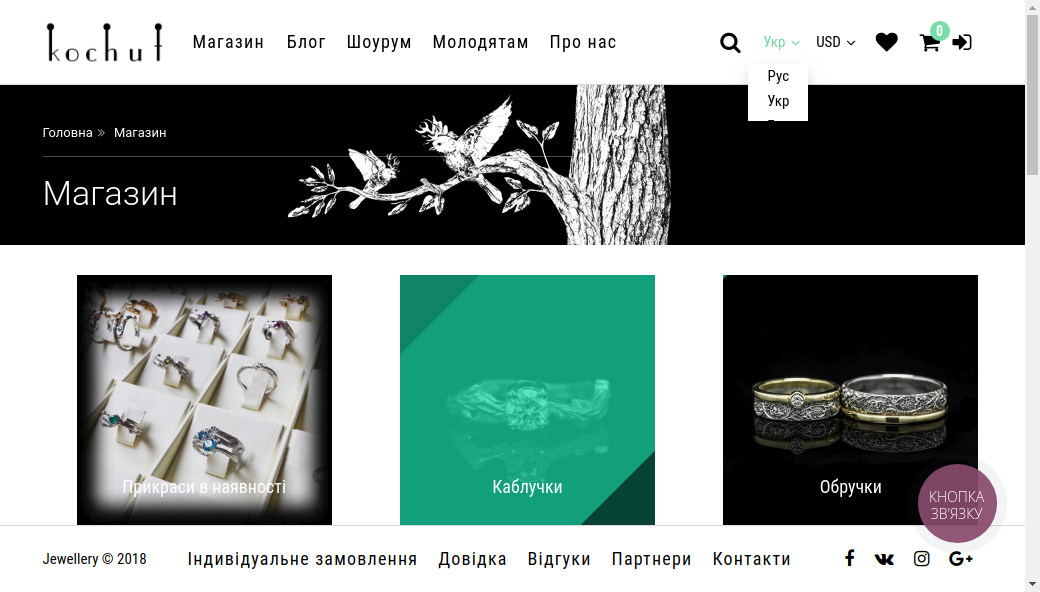 kochut
Магазин Блог Шоурум Молодятам Про нас
Укр USD 0
Рус
Укр
Головна » Магазин
Магазин
Прикраси в наявності
Каблучки
Обручки
КНОПКА
ЗВ'ЯЗКУ
Jewellery © 2018 Індивідуальне замовлення Довідка Відгуки Партнери Контакти